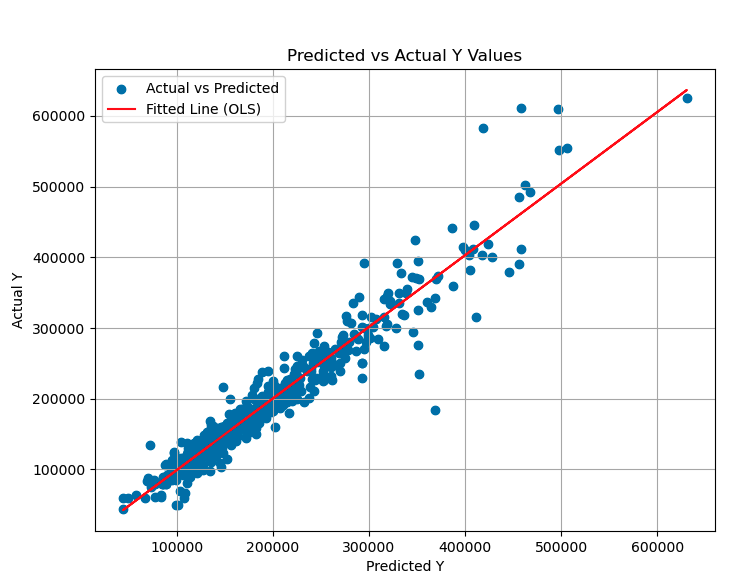 Predicted vs Actual Y Values
Actual vs Predicted
Fitted Line (OLS)
600000
500000
400000
300000
200000
100000
Actual Y
100000 200000 300000 400000 500000 600000
Predicted Y